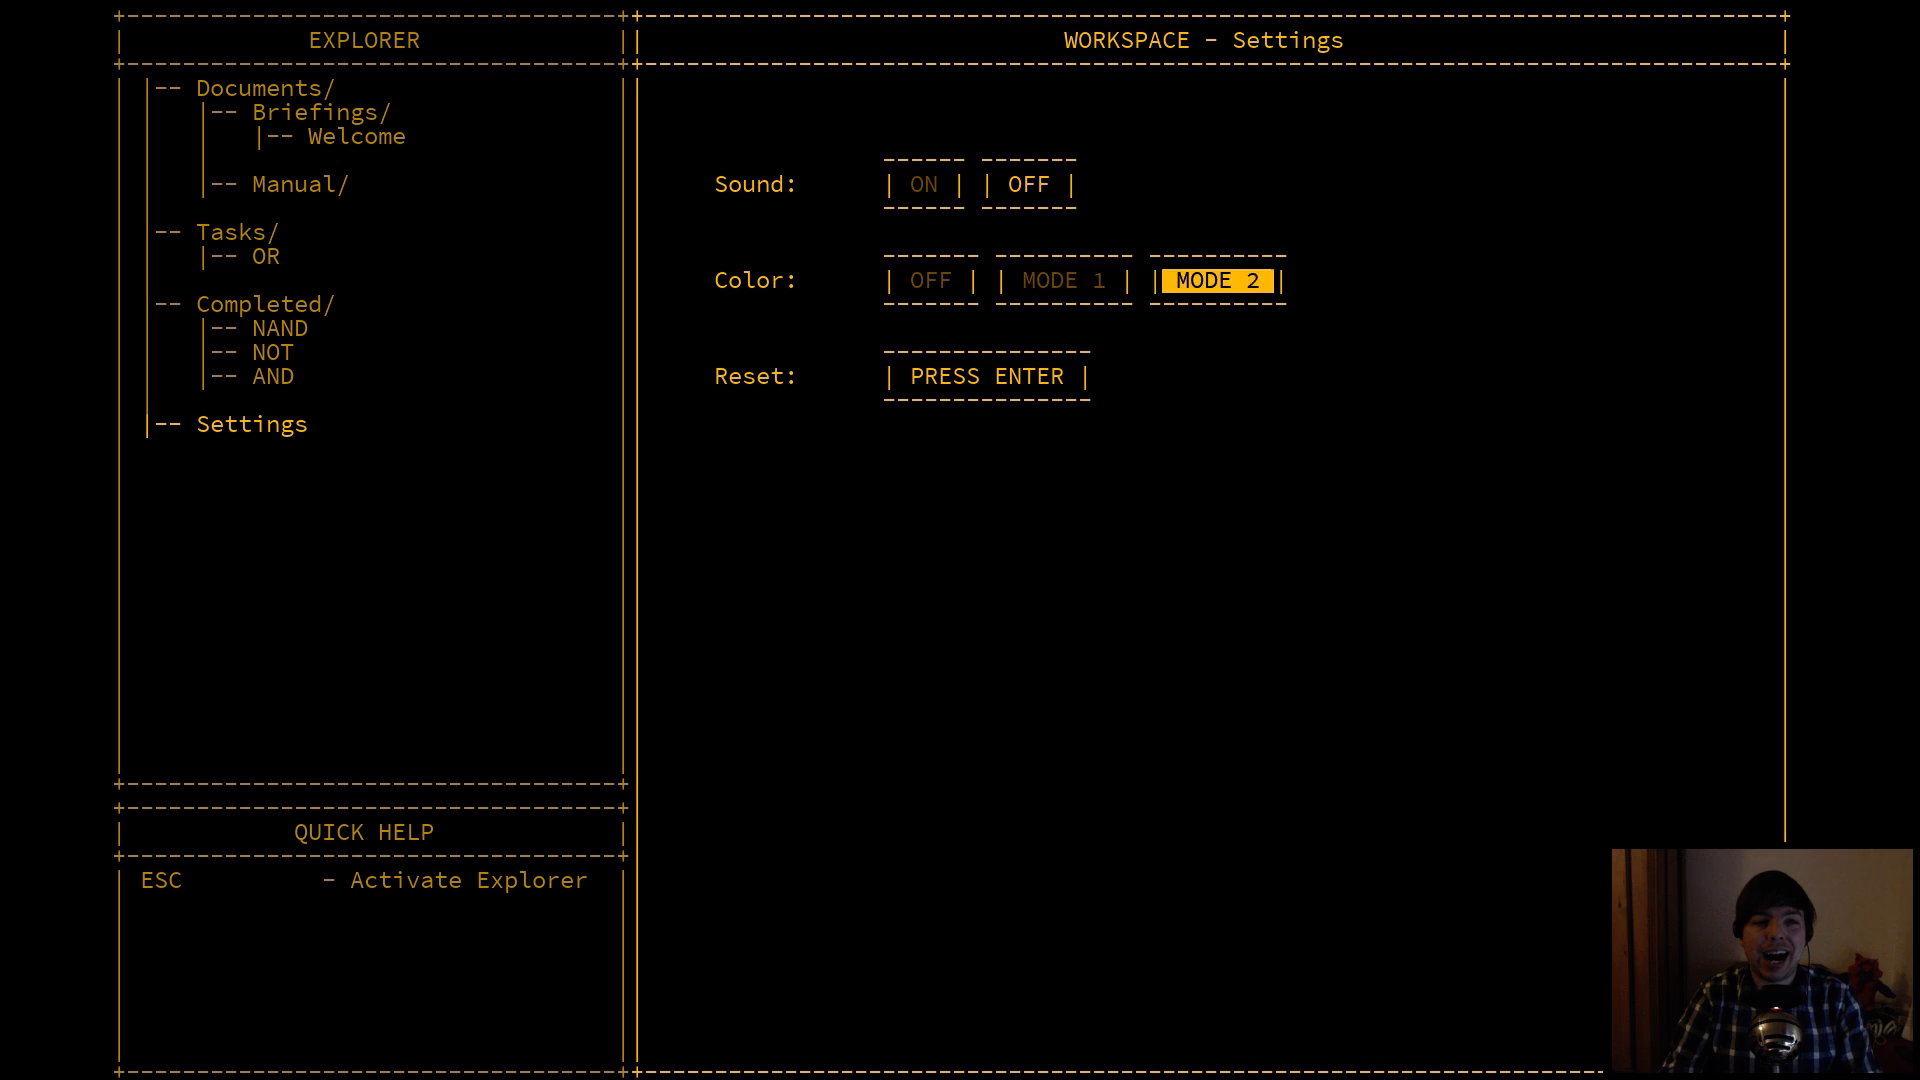 EXPLORER
|-- Documents/
|-- Briefings/
|-- Welcome
|-- Manual/
|-- Tasks/
|-- OR
|-- Completed/
|-- NAND
|-- NOT
|-- AND
|-- Settings
QUICK HELP
ESC - Activate Explorer
WORKSPACE - Settings
Sound: | ON | | OFF |
Color: | OFF | | MODE 1 | | MODE 2 |
Reset: | PRESS ENTER |